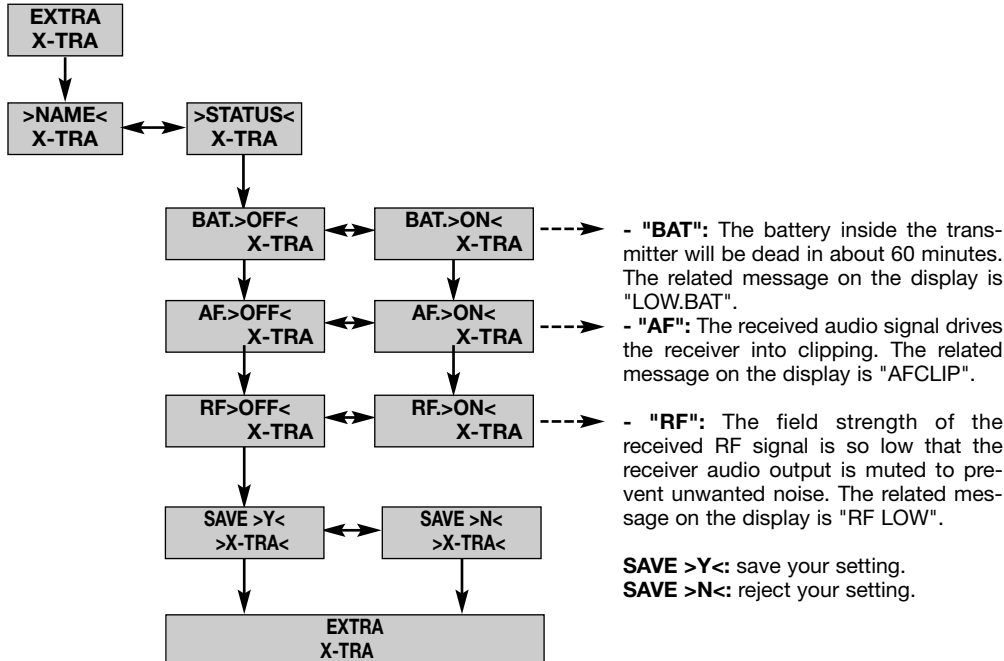 EXTRA
X-TRA
>NAME<
X-TRA
>STATUS<
X-TRA
BAT.>OFF<
X-TRA
BAT.>ON<
X-TRA
- "BAT": The battery inside the trans-
mitter will be dead in about 60 minutes.
The related message on the display is
"LOW.BAT".
AF.>OFF<
X-TRA
AF.>ON<
X-TRA
- "AF": The received audio signal drives
the receiver into clipping. The related
message on the display is "AFCLIP".
RF>OFF<
X-TRA
RF.>ON<
X-TRA
- "RF": The field strength of the
received RF signal is so low that the
receiver audio output is muted to pre-
vent unwanted noise. The related mes-
sage on the display is "RF LOW".
SAVE >Y<
>X-TRA<
SAVE >N<
>X-TRA<
SAVE >Y<: save your setting.
SAVE >N<: reject your setting.
EXTRA
X-TRA